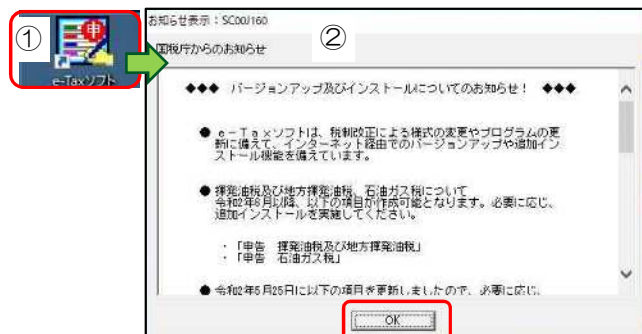 ①
e-Taxソフト
お知らせ表示：SC00J160
国税庁からのお知らせ
②
◆◆◆ バージョンアップ及びインストールについてのお知らせ！ ◆◆◆
● ｅ－Ｔａｘソフトは、税制改正による様式の変更やプログラムの更
新に備えて、インターネット経由でのバージョンアップや追加イン
ストール機能を備えています。
● 揮発油税及び地方揮発油税、石油ガス税について
令和2年6月以降、以下の項目が作成可能となります。必要に応じ、
追加インストールを実施してください。
・「申告　揮発油税及び地方揮発油税」
・「申告　石油ガス税」
● 令和2年5月25日に以下の項目を更新しましたので、必要に応じ、
OK